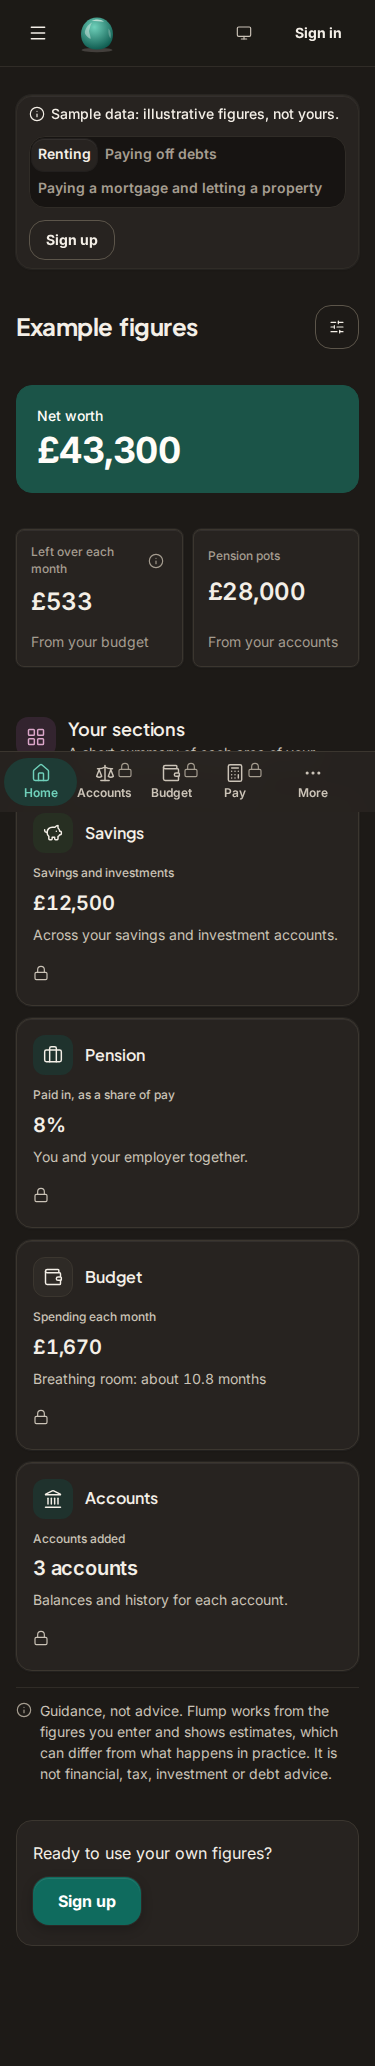 Sign in
Sample data: illustrative figures, not yours.
Renting
Paying off debts
Paying a mortgage and letting a property
Sign up
Example figures
Net worth
£43,300
Left over each
month
£533
From your budget
Pension pots
£28,000
From your accounts
Your sections
Home
Accounts
Budget
Pay
More
Savings
Savings and investments
£12,500
Across your savings and investment accounts.
Pension
Paid in, as a share of pay
8%
You and your employer together.
Budget
Spending each month
£1,670
Breathing room: about 10.8 months
Accounts
Accounts added
3 accounts
Balances and history for each account.
Guidance, not advice. Flump works from the
figures you enter and shows estimates, which
can differ from what happens in practice. It is
not financial, tax, investment or debt advice.
Ready to use your own figures?
Sign up